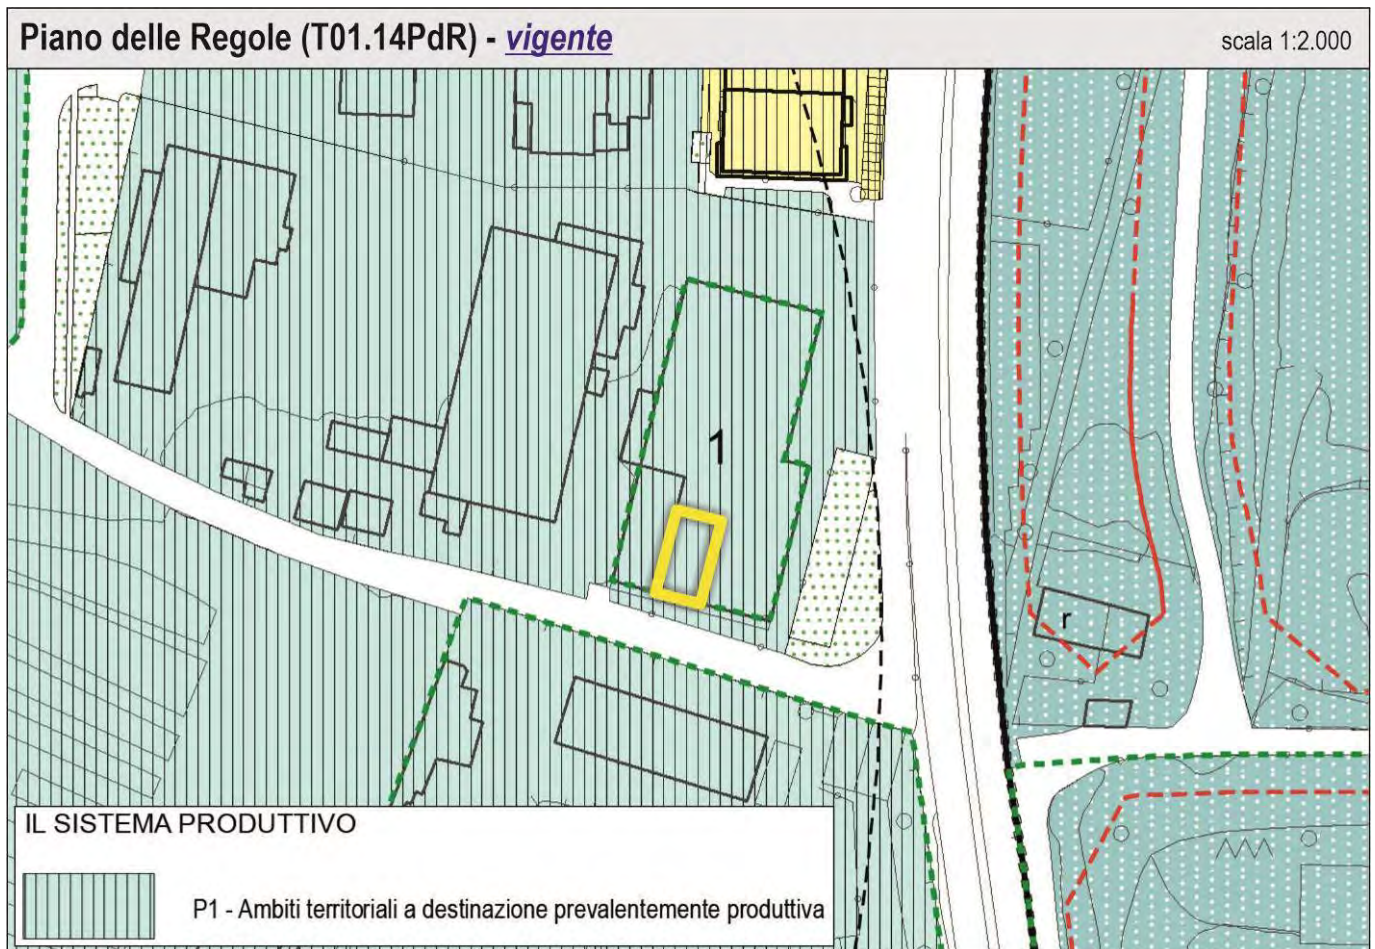 Piano delle Regole (T01.14PdR) - vigente
scala 1:2.000
1
r
IL SISTEMA PRODUTTIVO
P1 - Ambiti territoriali a destinazione prevalentemente produttiva